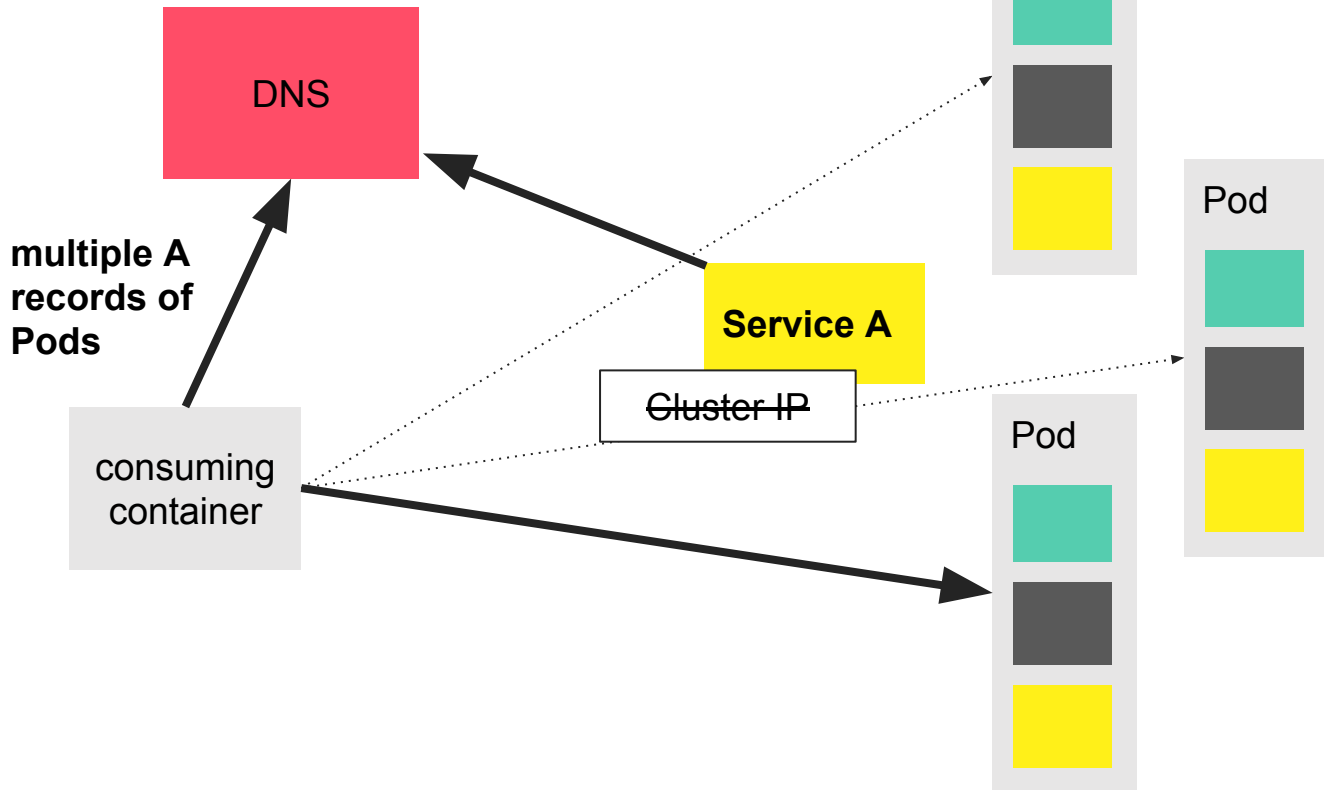 DNS
Pod
multiple A
records of
Pods
Service A
Cluster IP
Pod
consuming
container